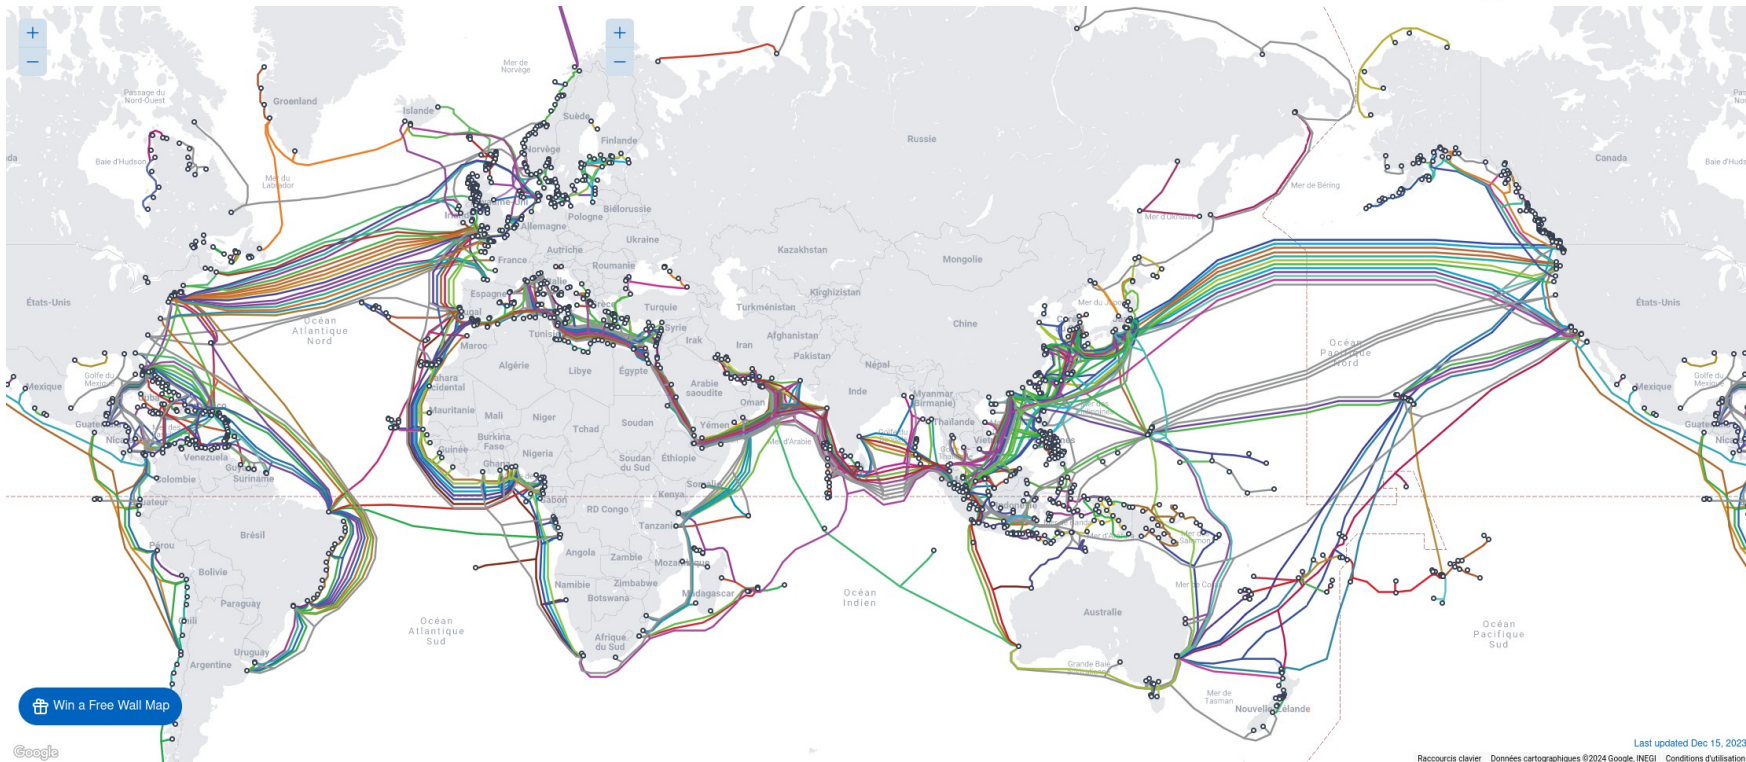 +
−
+
−
Mer de
Norvège
Groenland
Passage du
Nord-Ouest
Islande
Suède
Finlande
Norvège
Russie
Canada
Baie d'Hudson
Mer du
Labrador
Mer de Béring
Pologne
Biélorussie
Allemagne
Ukraine
Autriche
Kazakhstan
France
Roumanie
Mongolie
Espagne
États-Unis
Kirghizistan
États-Unis
Turquie
Turkménistan
Océan
Atlantique
Nord
Syrie
Chine
Afghanistan
Irak
Iran
Maroc
Pakistan
Océan
Pacifique
Nord
Algérie
Libye
Égypte
Népal
Golfe du
Mexique
Golfe du
Mexique
Mexique
Mexique
Arabie
saoudite
Inde
Myanmar
(Birmanie)
Oman
Mauritanie
Mali
Niger
Tchad
Soudan
Yémen
Thaïlande
Mer d'Arabie
Burkina
Faso
Nigeria
Guinée
Ghana
Soudan
du Sud
Éthiopie
Venezuela
Suriname
Colombie
Gabon
Kenya
RD Congo
Tanzanie
Brésil
Pérou
Angola
Zambie
Mozambique
Bolivie
Namibie
Zimbabwe
Botswana
Madagascar
Océan
Indien
Paraguay
Australie
Chili
Océan
Atlantique
Sud
Océan
Pacifique
Sud
Afrique
du Sud
Uruguay
Argentine
Grande Baie
Mer de
Tasman
Nouvelle-Zélande
Win a Free Wall Map
Google
Last updated Dec 15, 2023
Raccourcis clavier Données cartographiques ©2024 Google, INEGI Conditions d'utilisation